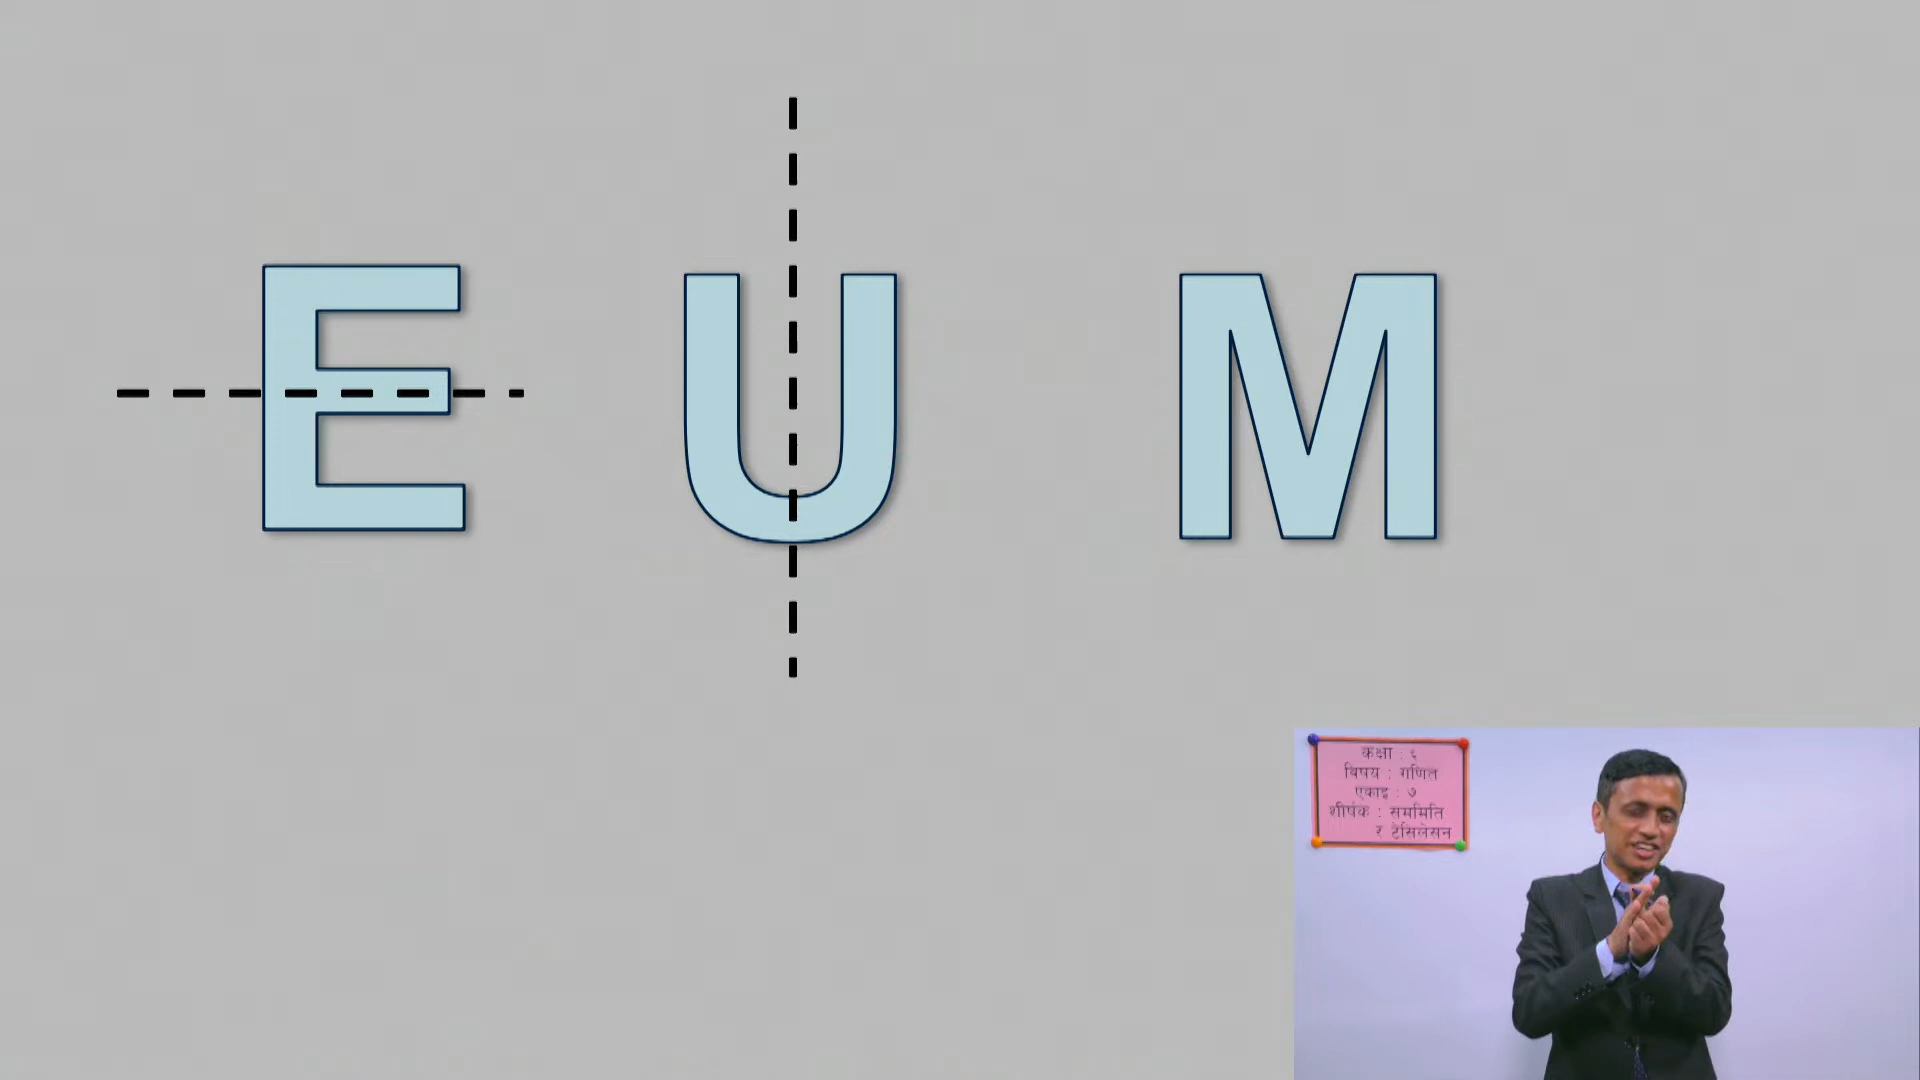 E U M
कक्षा : ६
बिषय : गणित
एकाइ : ७
शीर्षक : सममिति
र टेसिलेसन